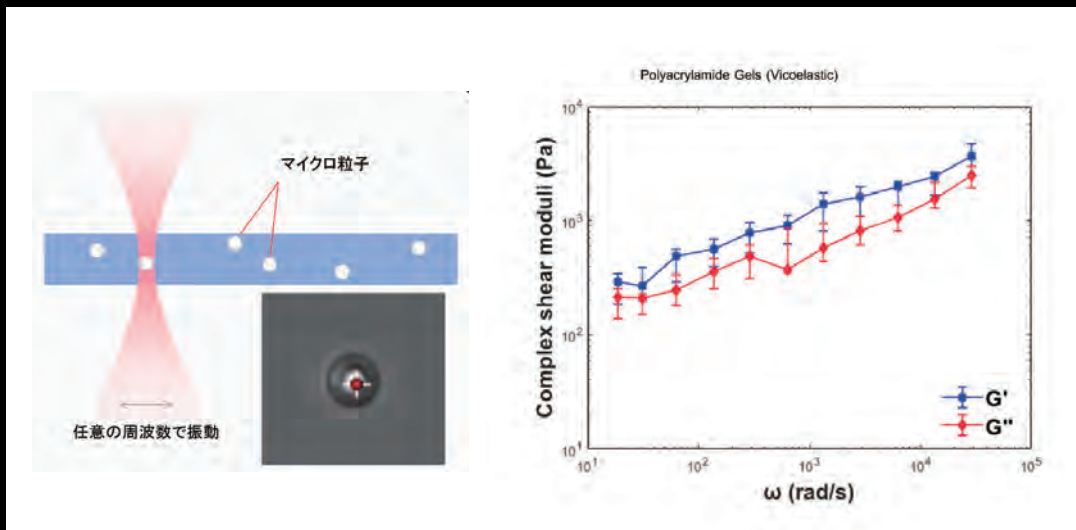 マイクロ粒子
任意の周波数で振動
Polyacrylamide Gels (Vicoelastic)
Complex shear moduli (Pa)
10⁴
10³
10²
10¹
10¹
10²
10³
10⁴
10⁵
ω (rad/s)
G'
G"